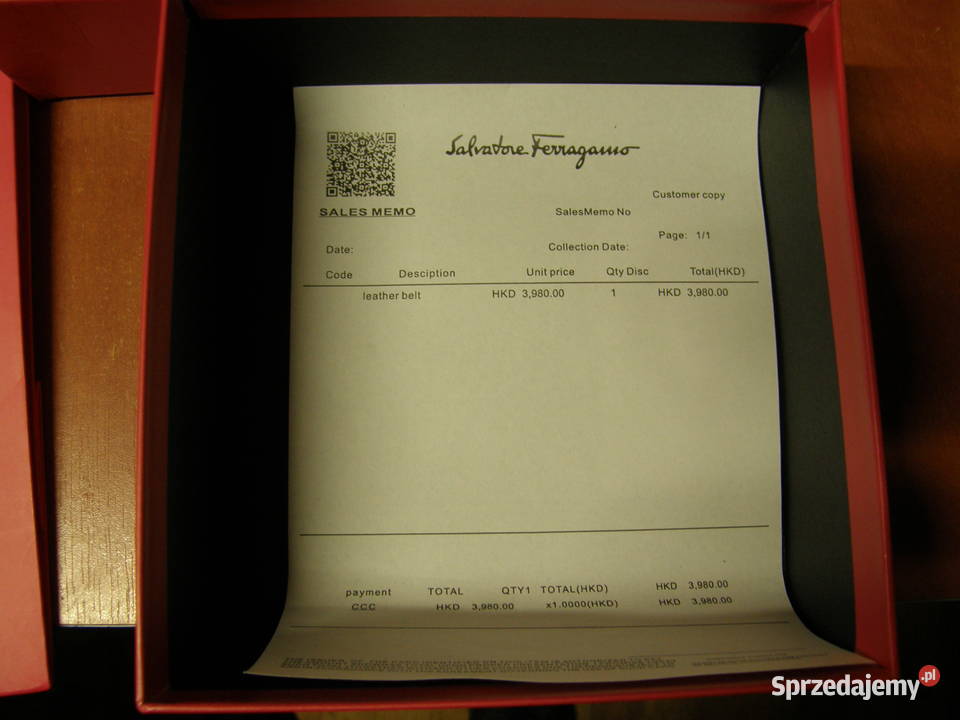 Salvatore Ferragamo
Customer copy
SALES MEMO
SalesMemo No
Page: 1/1
Date:
Collection Date:
Code Desciption Unit price Qty Disc Total(HKD)
leather belt HKD 3,980.00 1 HKD 3,980.00
payment TOTAL QTY1 TOTAL(HKD) HKD 3,980.00
CCC HKD 3,980.00 x1.0000(HKD) HKD 3,980.00
Sprzedajemy.pl